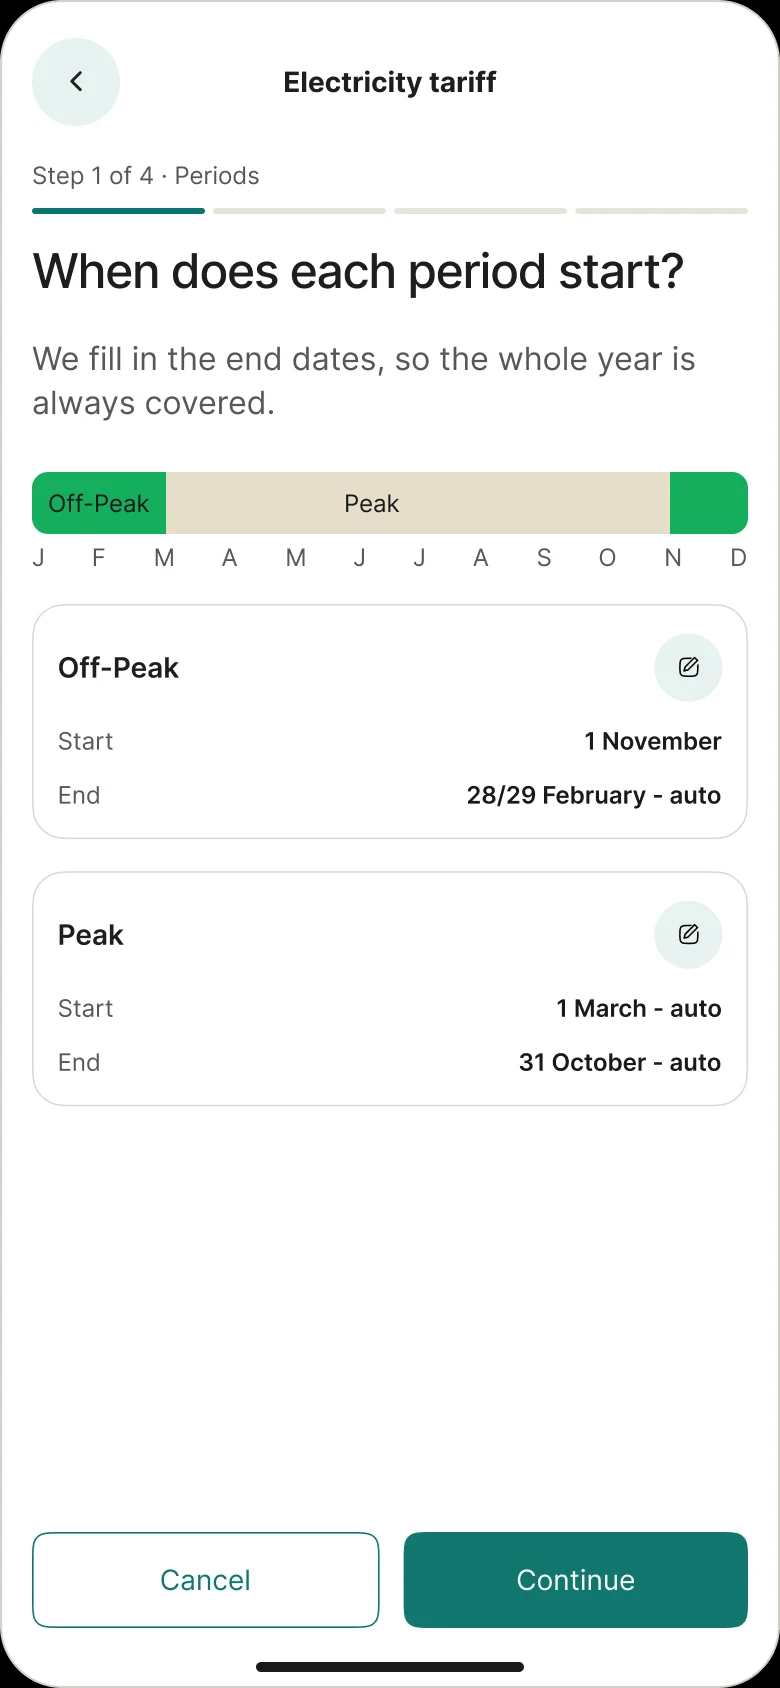 Electricity tariff
Step 1 of 4 · Periods
When does each period start?
We fill in the end dates, so the whole year is
always covered.
Off-Peak Peak
J F M A M J J A S O N D
Off-Peak
Start 1 November
End 28/29 February - auto
Peak
Start 1 March - auto
End 31 October - auto
Cancel Continue